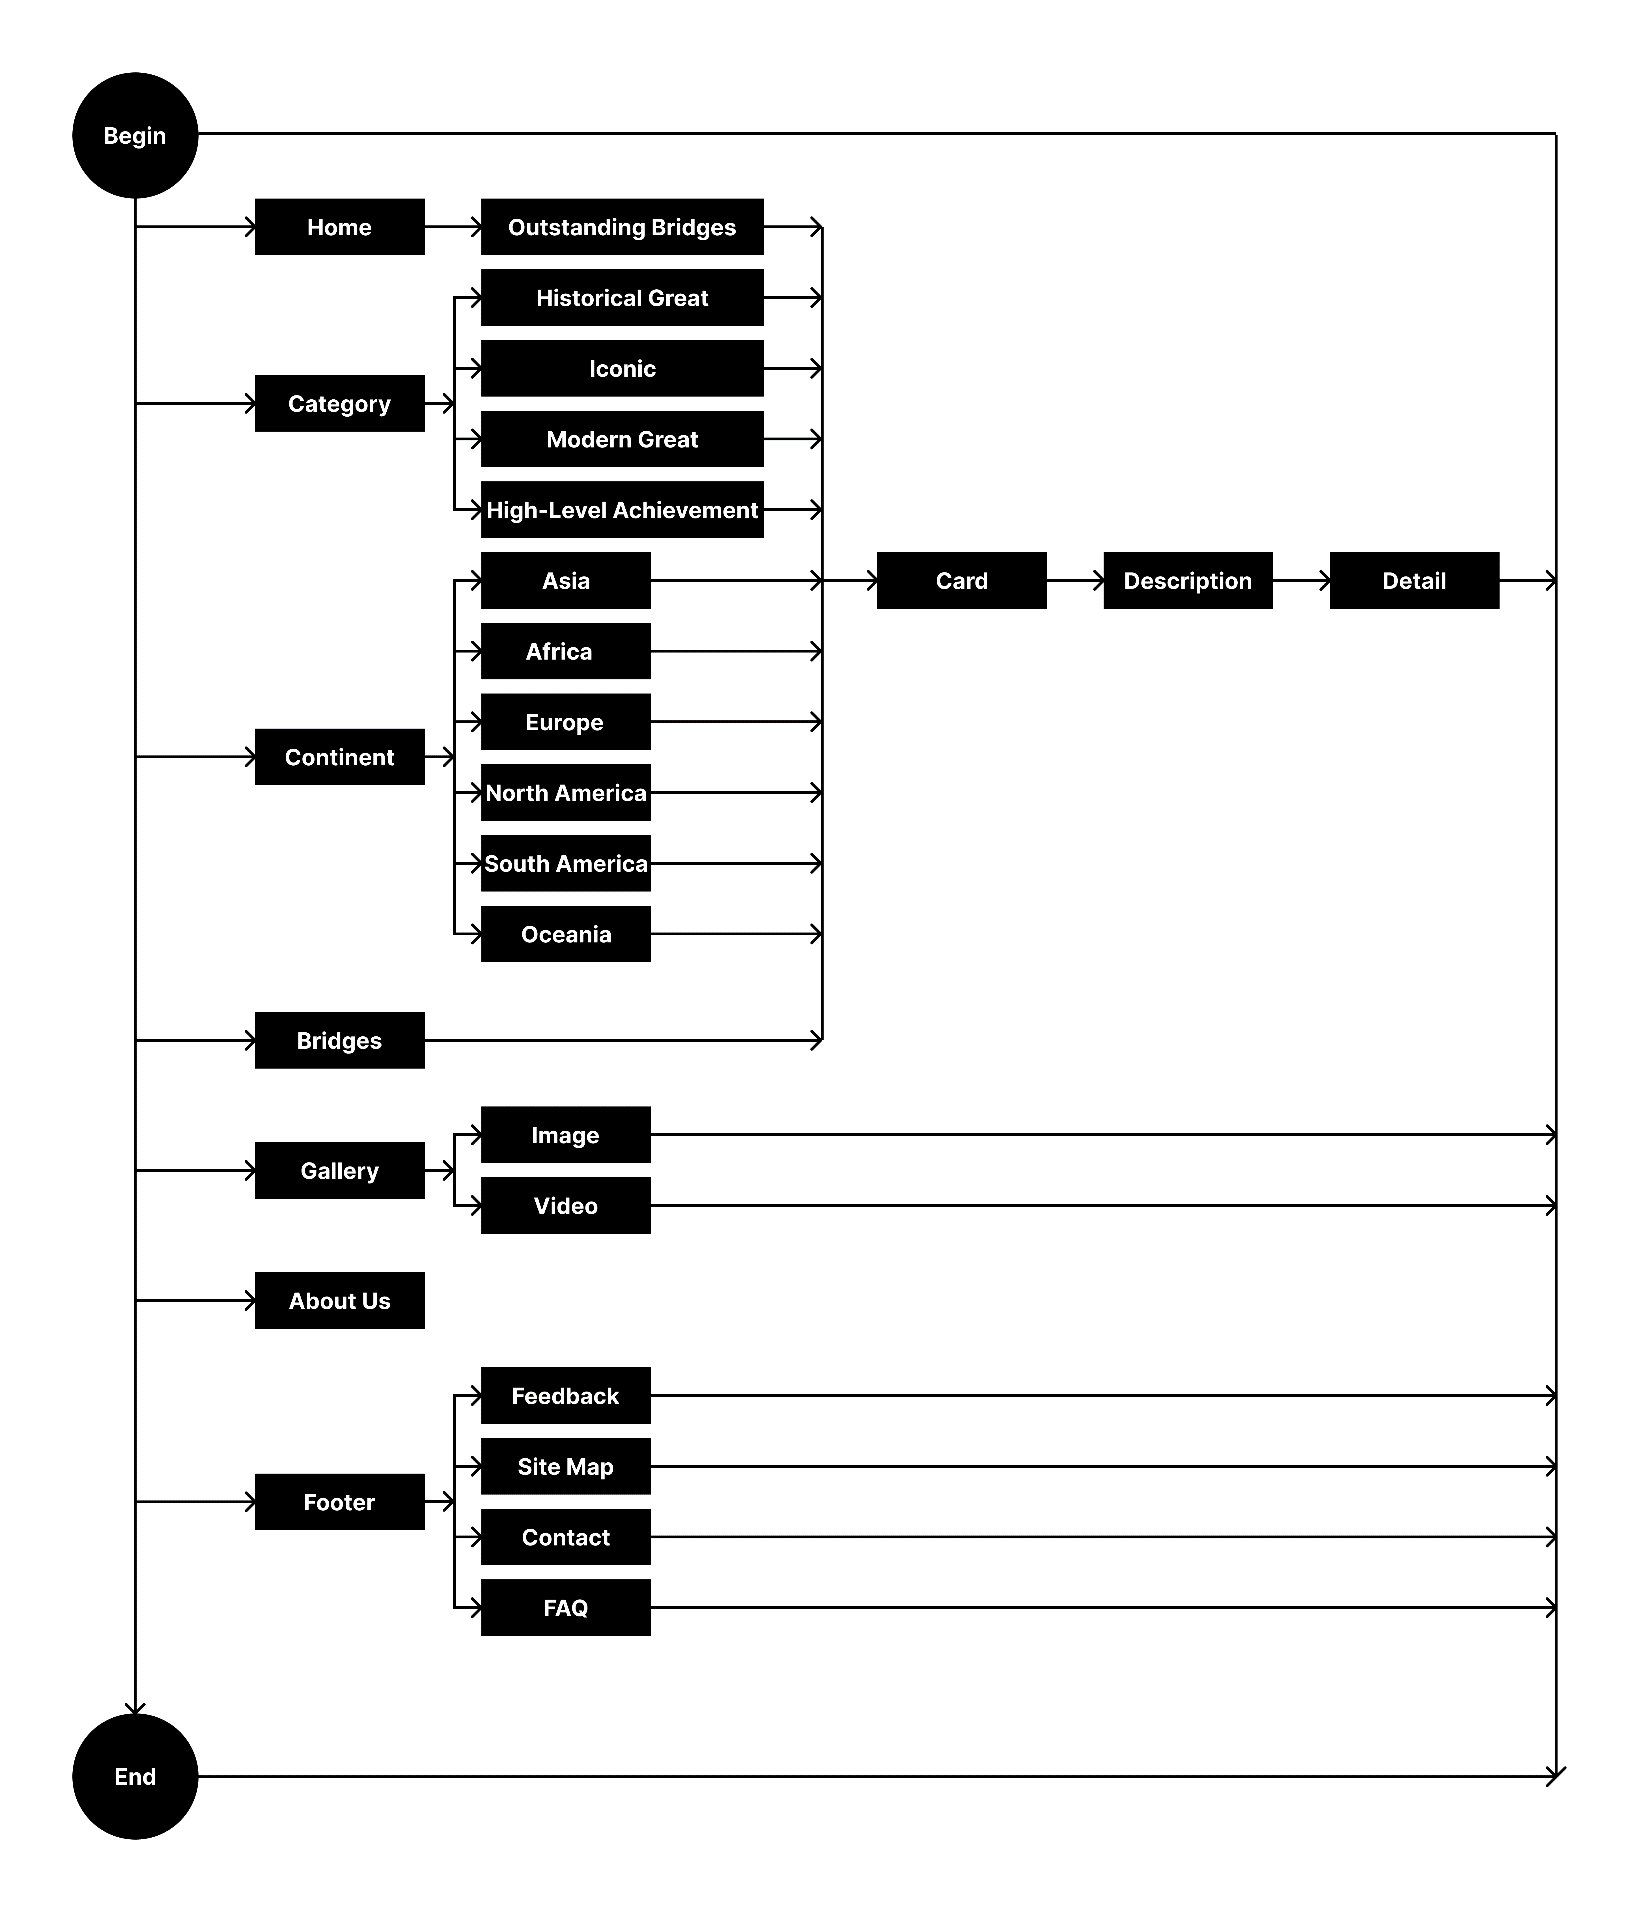 Begin
Home
Outstanding Bridges
Historical Great
Iconic
Category
Modern Great
High-Level Achievement
Asia
Card
Description
Detail
Africa
Europe
Continent
North America
South America
Oceania
Bridges
Image
Gallery
Video
About Us
Feedback
Site Map
Footer
Contact
FAQ
End